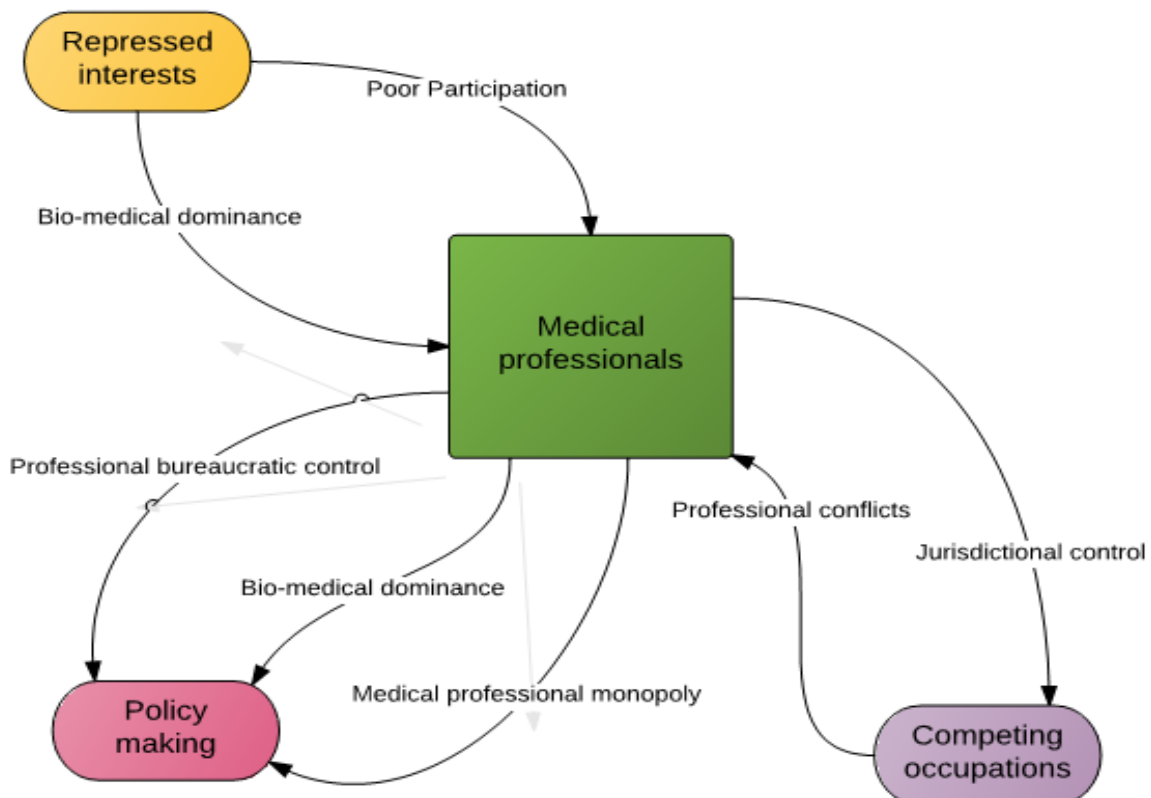 Repressed
interests
Poor Participation
Bio-medical dominance
Medical
professionals
Professional bureaucratic control
Professional conflicts
Jurisdictional control
Bio-medical dominance
Medical professional monopoly
Policy
making
Competing
occupations